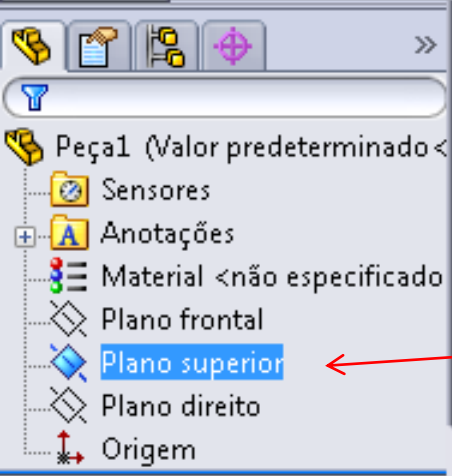 Peça1 (Valor predeterminado<
Sensores
A Anotações
Material <não especificado
Plano frontal
Plano superior
Plano direito
Origem